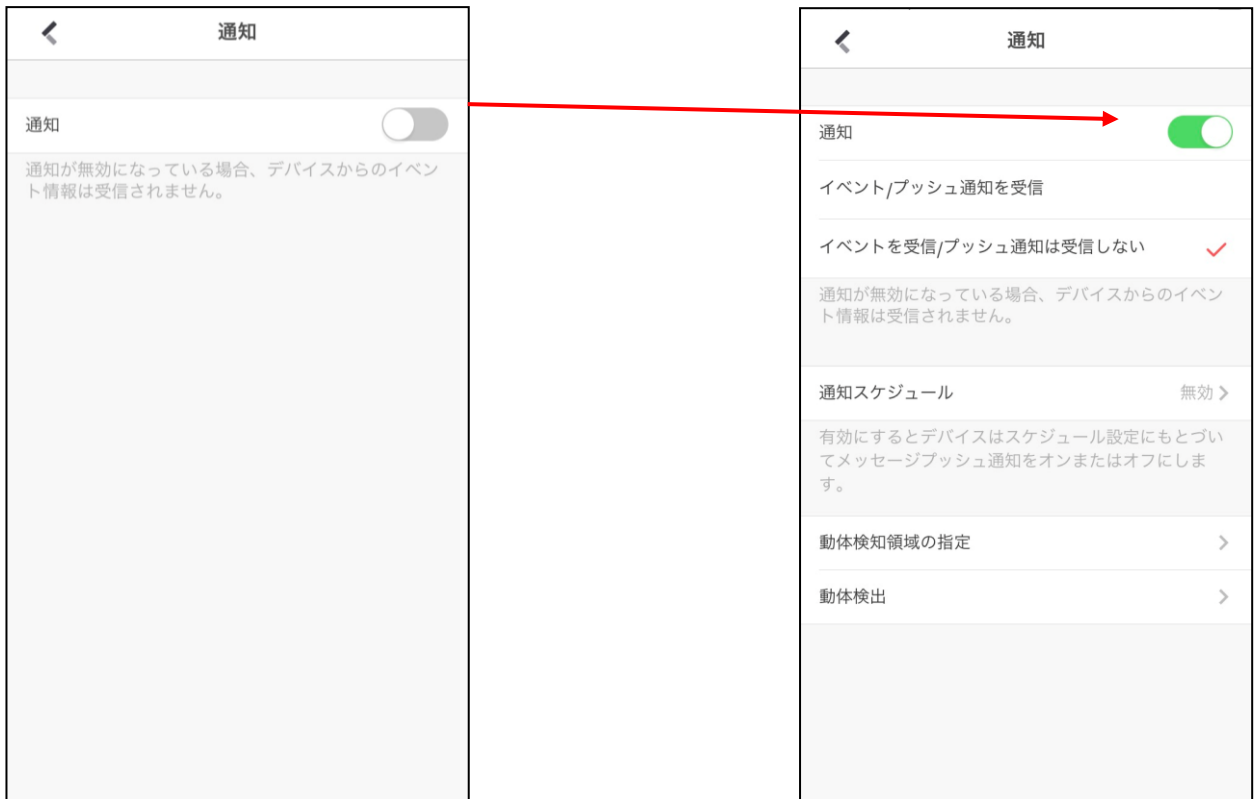 通知
通知
通知が無効になっている場合、デバイスからのイベン
ト情報は受信されません。
通知
通知
イベント/プッシュ通知を受信
イベントを受信/プッシュ通知は受信しない
通知が無効になっている場合、デバイスからのイベン
ト情報は受信されません。
通知スケジュール 無効
有効にするとデバイスはスケジュール設定にもとづい
てメッセージプッシュ通知をオンまたはオフにしま
す。
動体検知領域の指定
動体検出